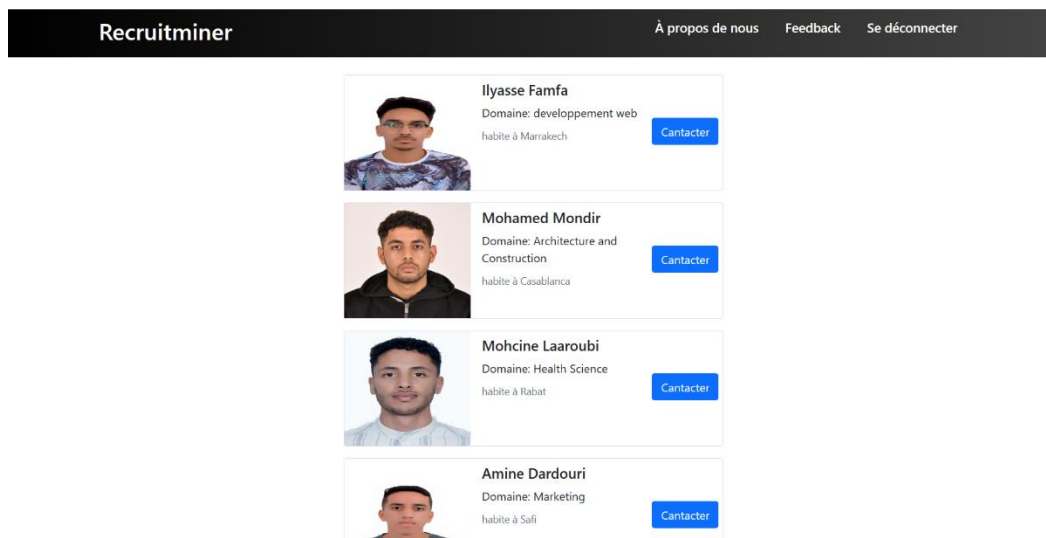 Recruitminer
À propos de nous Feedback Se déconnecter
Ilyasse Famfa
Domaine: developpement web
habite à Marrakech
Cantacter
Mohamed Mondir
Domaine: Architecture and
Construction
habite à Casablanca
Cantacter
Mohcine Laaroubi
Domaine: Health Science
habite à Rabat
Cantacter
Amine Dardouri
Domaine: Marketing
habite à Safi
Cantacter